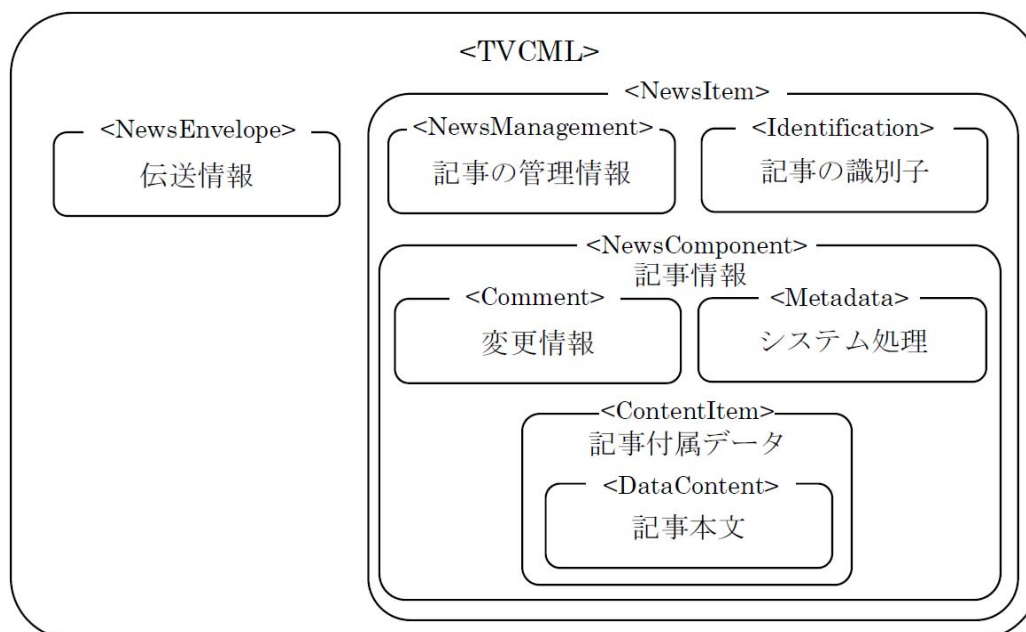 <TVCML>
<NewsEnvelope>
伝送情報
<NewsItem>
<NewsManagement>
記事の管理情報
<Identification>
記事の識別子
<NewsComponent>
記事情報
<Comment>
変更情報
<Metadata>
システム処理
<ContentItem>
記事付属データ
<DataContent>
記事本文